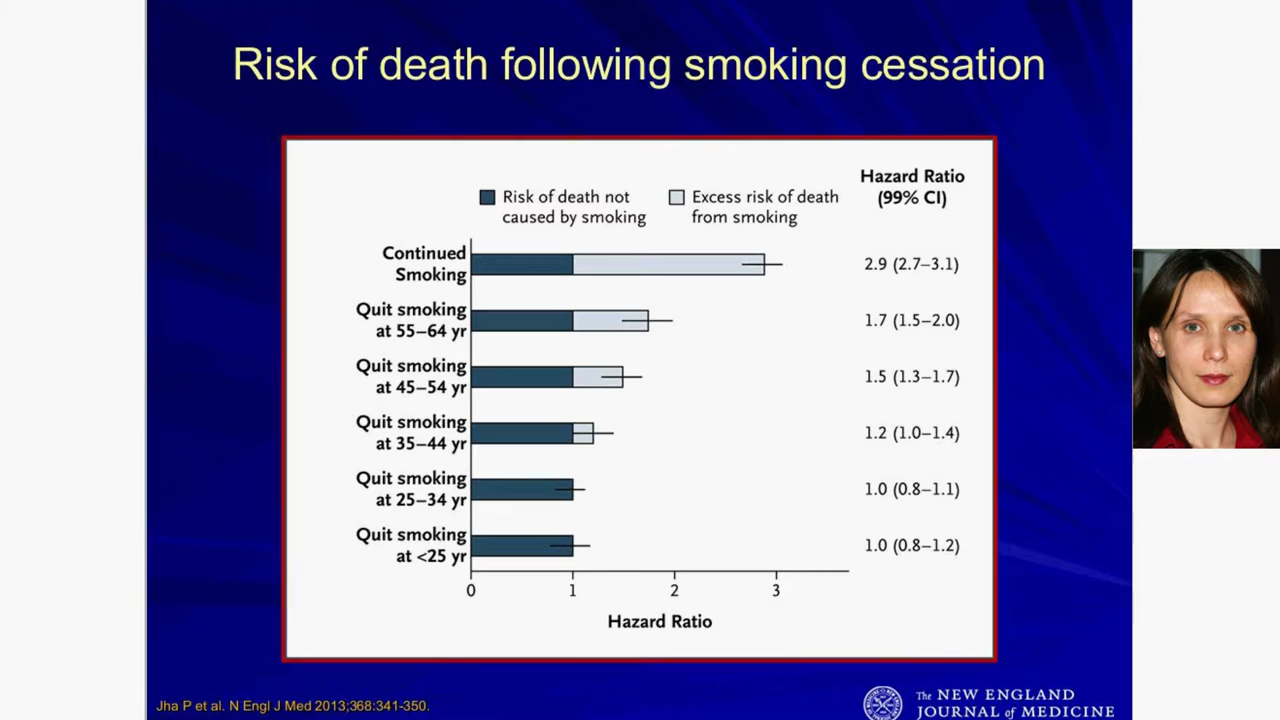 Risk of death following smoking cessation
Risk of death not
caused by smoking
Excess risk of death
from smoking
Hazard Ratio
(99% CI)
Continued
Smoking
2.9 (2.7–3.1)
Quit smoking
at 55–64 yr
1.7 (1.5–2.0)
Quit smoking
at 45–54 yr
1.5 (1.3–1.7)
Quit smoking
at 35–44 yr
1.2 (1.0–1.4)
Quit smoking
at 25–34 yr
1.0 (0.8–1.1)
Quit smoking
at <25 yr
1.0 (0.8–1.2)
0 1 2 3
Hazard Ratio
Jha P et al. N Engl J Med 2013;368:341-350.
The NEW ENGLAND
JOURNAL of MEDICINE